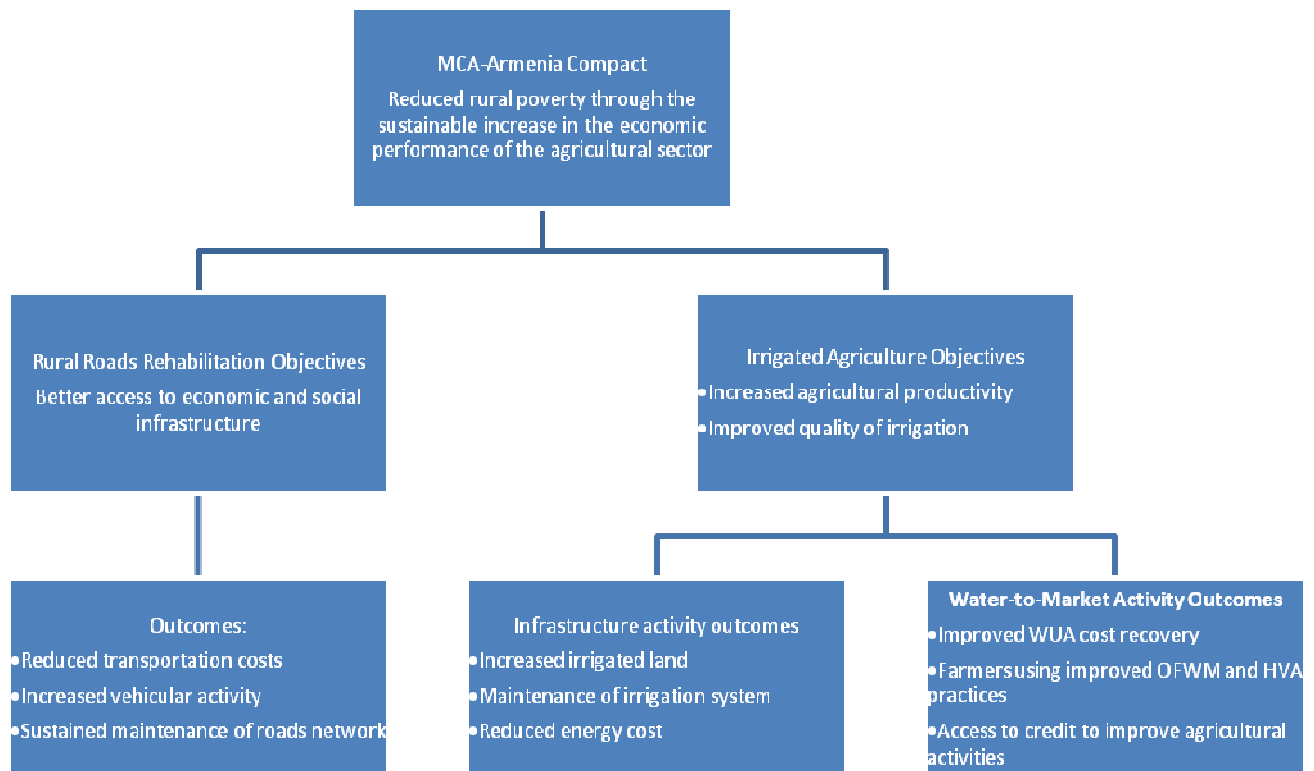 MCA-Armenia Compact
Reduced rural poverty through the
sustainable increase in the economic
performance of the agricultural sector
Rural Roads Rehabilitation Objectives
Better access to economic and social
infrastructure
Irrigated Agriculture Objectives
•Increased agricultural productivity
•Improved quality of irrigation
Outcomes:
•Reduced transportation costs
•Increased vehicular activity
•Sustained maintenance of roads network
Infrastructure activity outcomes
•Increased irrigated land
•Maintenance of irrigation system
•Reduced energy cost
Water-to-Market Activity Outcomes
•Improved WUA cost recovery
•Farmers using improved OFWM and HVA
practices
•Access to credit to improve agricultural
activities